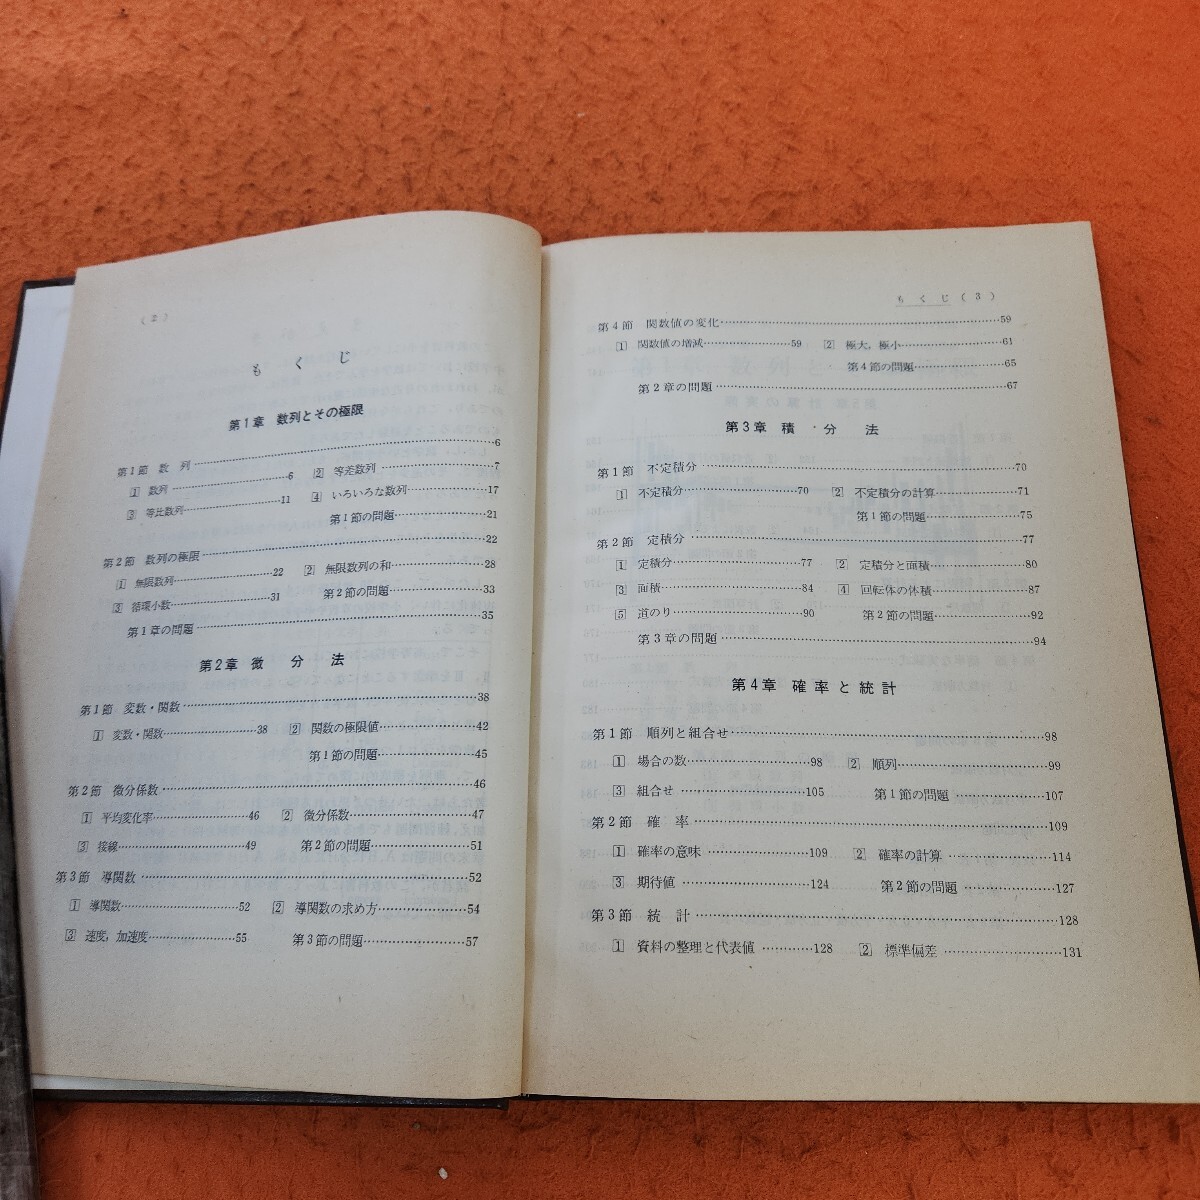 (2)
もくじ
第1章 数列とその極限
第1節 数列……6
1 数列……6 2 等差数列……7
3 等比数列……11 4 いろいろな数列……17
第1節の問題……21
第2節 数列の極限……22
1 無限数列……22 2 無限数列の和……28
3 循環小数……31 第2節の問題……33
第1章の問題……35
第2章 微分法
第1節 変数・関数……38
1 変数・関数……38 2 関数の極限値……42
第1節の問題……45
第2節 微分係数……46
1 平均変化率……46 2 微分係数……47
3 接線……49 第2節の問題……51
第3節 導関数……52
1 導関数……52 2 導関数の求め方……54
3 速度，加速度……55 第3節の問題……57
もくじ(3)
第4節 関数値の変化……59
1 関数値の増減……59 2 極大，極小……61
第4節の問題……65
第2章の問題……67
第3章 積分法
第1節 不定積分……70
1 不定積分……70 2 不定積分の計算……71
第1節の問題……75
第2節 定積分……77
1 定積分……77 2 定積分と面積……80
3 面積……84 4 回転体の体積……87
5 道のり……90 第2節の問題……92
第3章の問題……94
第4章 確率と統計
第1節 順列と組合せ……98
1 場合の数……98 2 順列……99
3 組合せ……105 第1節の問題……107
第2節 確率……109
1 確率の意味……109 2 確率の計算……114
3 期待値……124 第2節の問題……127
第3節 統計……128
1 資料の整理と代表値……128 2 標準偏差……131